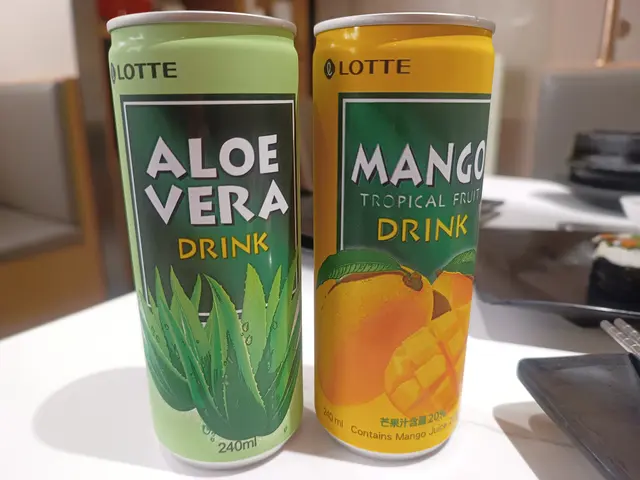 LOTTE
ALOE
VERA
DRINK
240ml
LOTTE
MANGO
TROPICAL FRUIT
DRINK
芒果汁含量20%
240ml Contains Mango Juice